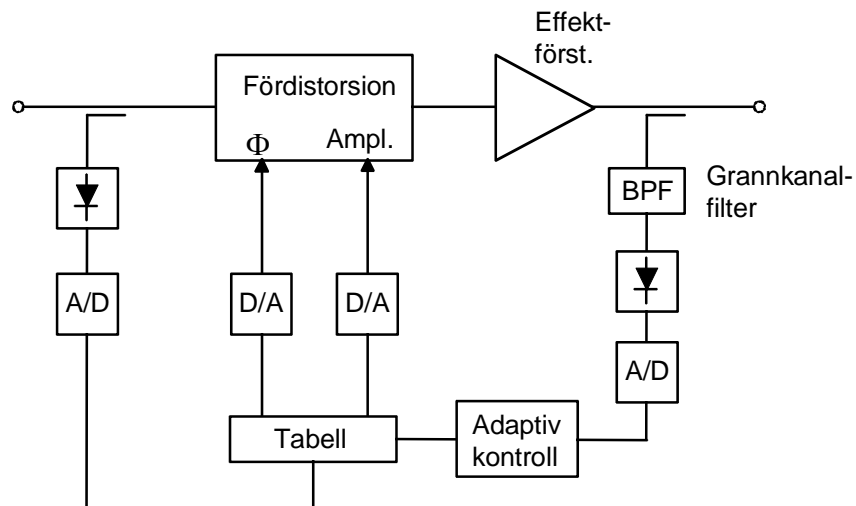 Effekt-
först.
Fördistorsion
Φ
Ampl.
BPF
Grannkanal-
filter
A/D
D/A
D/A
A/D
Tabell
Adaptiv
kontroll